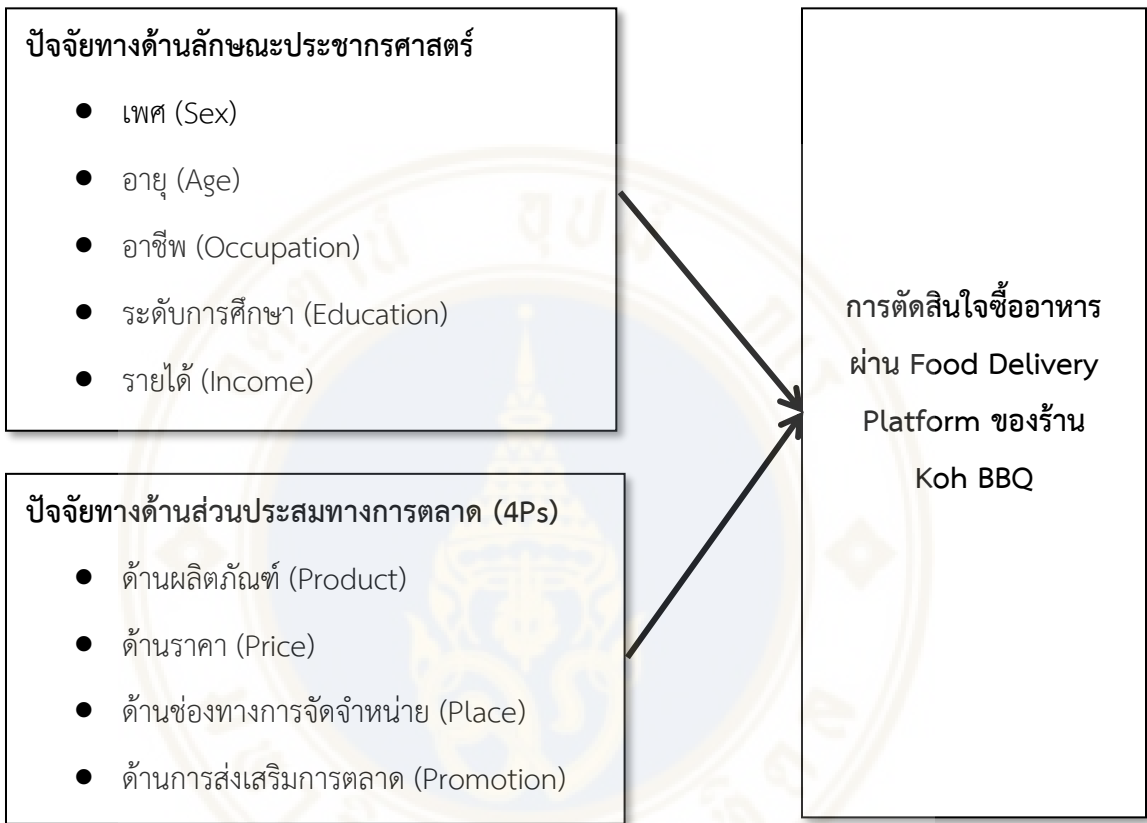 ปัจจัยทางด้านลักษณะประชากรศาสตร์
● เพศ (Sex)
● อายุ (Age)
● อาชีพ (Occupation)
● ระดับการศึกษา (Education)
● รายได้ (Income)
ปัจจัยทางด้านส่วนประสมทางการตลาด (4Ps)
● ด้านผลิตภัณฑ์ (Product)
● ด้านราคา (Price)
● ด้านช่องทางการจัดจำหน่าย (Place)
● ด้านการส่งเสริมการตลาด (Promotion)
การตัดสินใจซื้ออาหาร
ผ่าน Food Delivery
Platform ของร้าน
Koh BBQ